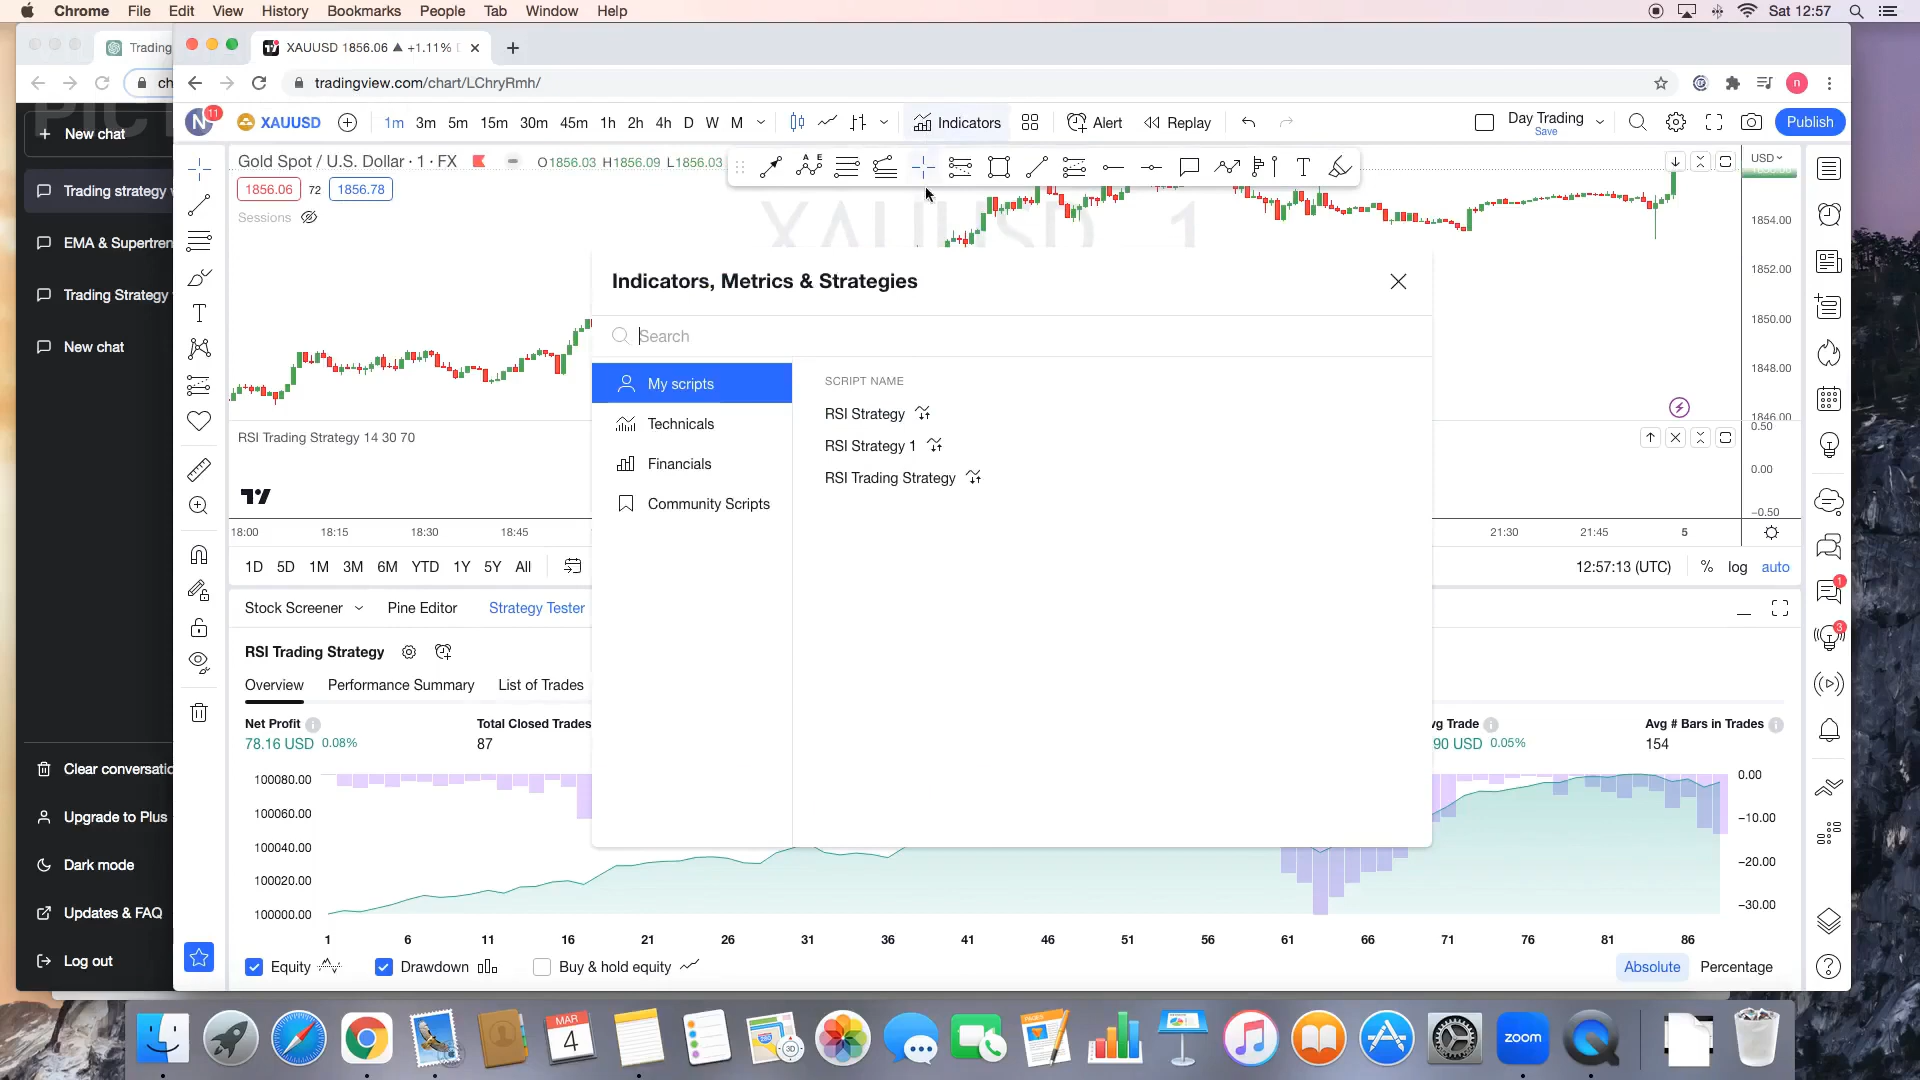 Chrome File Edit View History Bookmarks People Tab Window Help Sat 12:57
Trading
XAUUSD 1856.06 ▲ +1.11%
ch
tradingview.com/chart/LChryRmh/
n
New chat
Trading strategy
EMA & Supertren
Trading Strategy
New chat
Clear conversatio
Upgrade to Plus
Dark mode
Updates & FAQ
Log out
N 11 XAUUSD 1m 3m 5m 15m 30m 45m 1h 2h 4h D W M Indicators Alert Replay Day Trading Save Publish
Gold Spot / U.S. Dollar · 1 · FX O1856.03 H1856.09 L1856.03
USD
1856.06 72 1856.78
Sessions
XAUUSD 1
1854.00
1852.00
1850.00
1848.00
1846.00
RSI Trading Strategy 14 30 70
0.50
0.00
−0.50
18:00 18:15 18:30 18:45 21:30 21:45 5
1D 5D 1M 3M 6M YTD 1Y 5Y All 12:57:13 (UTC) % log auto
Indicators, Metrics & Strategies
Search
My scripts
Technicals
Financials
Community Scripts
SCRIPT NAME
RSI Strategy
RSI Strategy 1
RSI Trading Strategy
Stock Screener Pine Editor Strategy Tester
RSI Trading Strategy
Overview Performance Summary List of Trades
Net Profit Total Closed Trades vg Trade Avg # Bars in Trades
78.16 USD 0.08% 87 90 USD 0.05% 154
100080.00
100060.00
100040.00
100020.00
100000.00
0.00
−10.00
−20.00
−30.00
1 6 11 16 21 26 31 36 41 46 51 56 61 66 71 76 81 86
Equity Drawdown Buy & hold equity Absolute Percentage
1
3
MAR
4
3D
PAGES
zoom